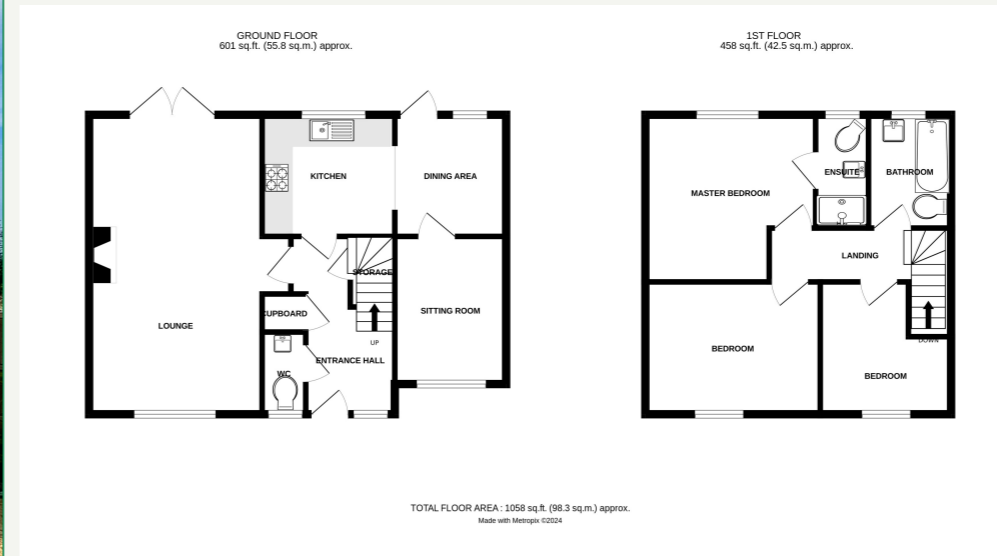 GROUND FLOOR
601 sq.ft. (55.8 sq.m.) approx.
1ST FLOOR
458 sq.ft. (42.5 sq.m.) approx.
KITCHEN
DINING AREA
STORAGE
CUPBOARD
SITTING ROOM
LOUNGE
UP
ENTRANCE HALL
WC
MASTER BEDROOM
ENSUITE
BATHROOM
LANDING
DOWN
BEDROOM
BEDROOM
TOTAL FLOOR AREA : 1058 sq.ft. (98.3 sq.m.) approx.
Made with Metropix ©2024